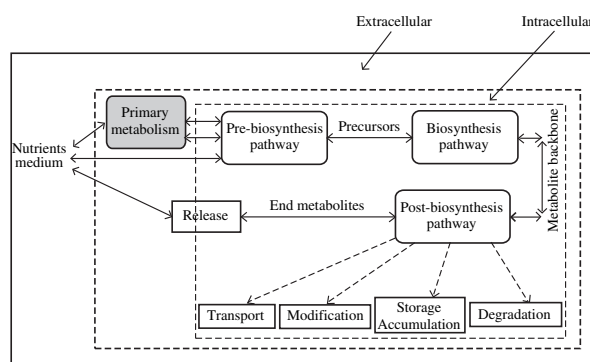 Extracellular
Intracellular
Primary
metabolism
Pre-biosynthesis
pathway
Precursors
Biosynthesis
pathway
Nutrients
medium
Metabolite backbone
Release
End metabolites
Post-biosynthesis
pathway
Transport
Modification
Storage
Accumulation
Degradation